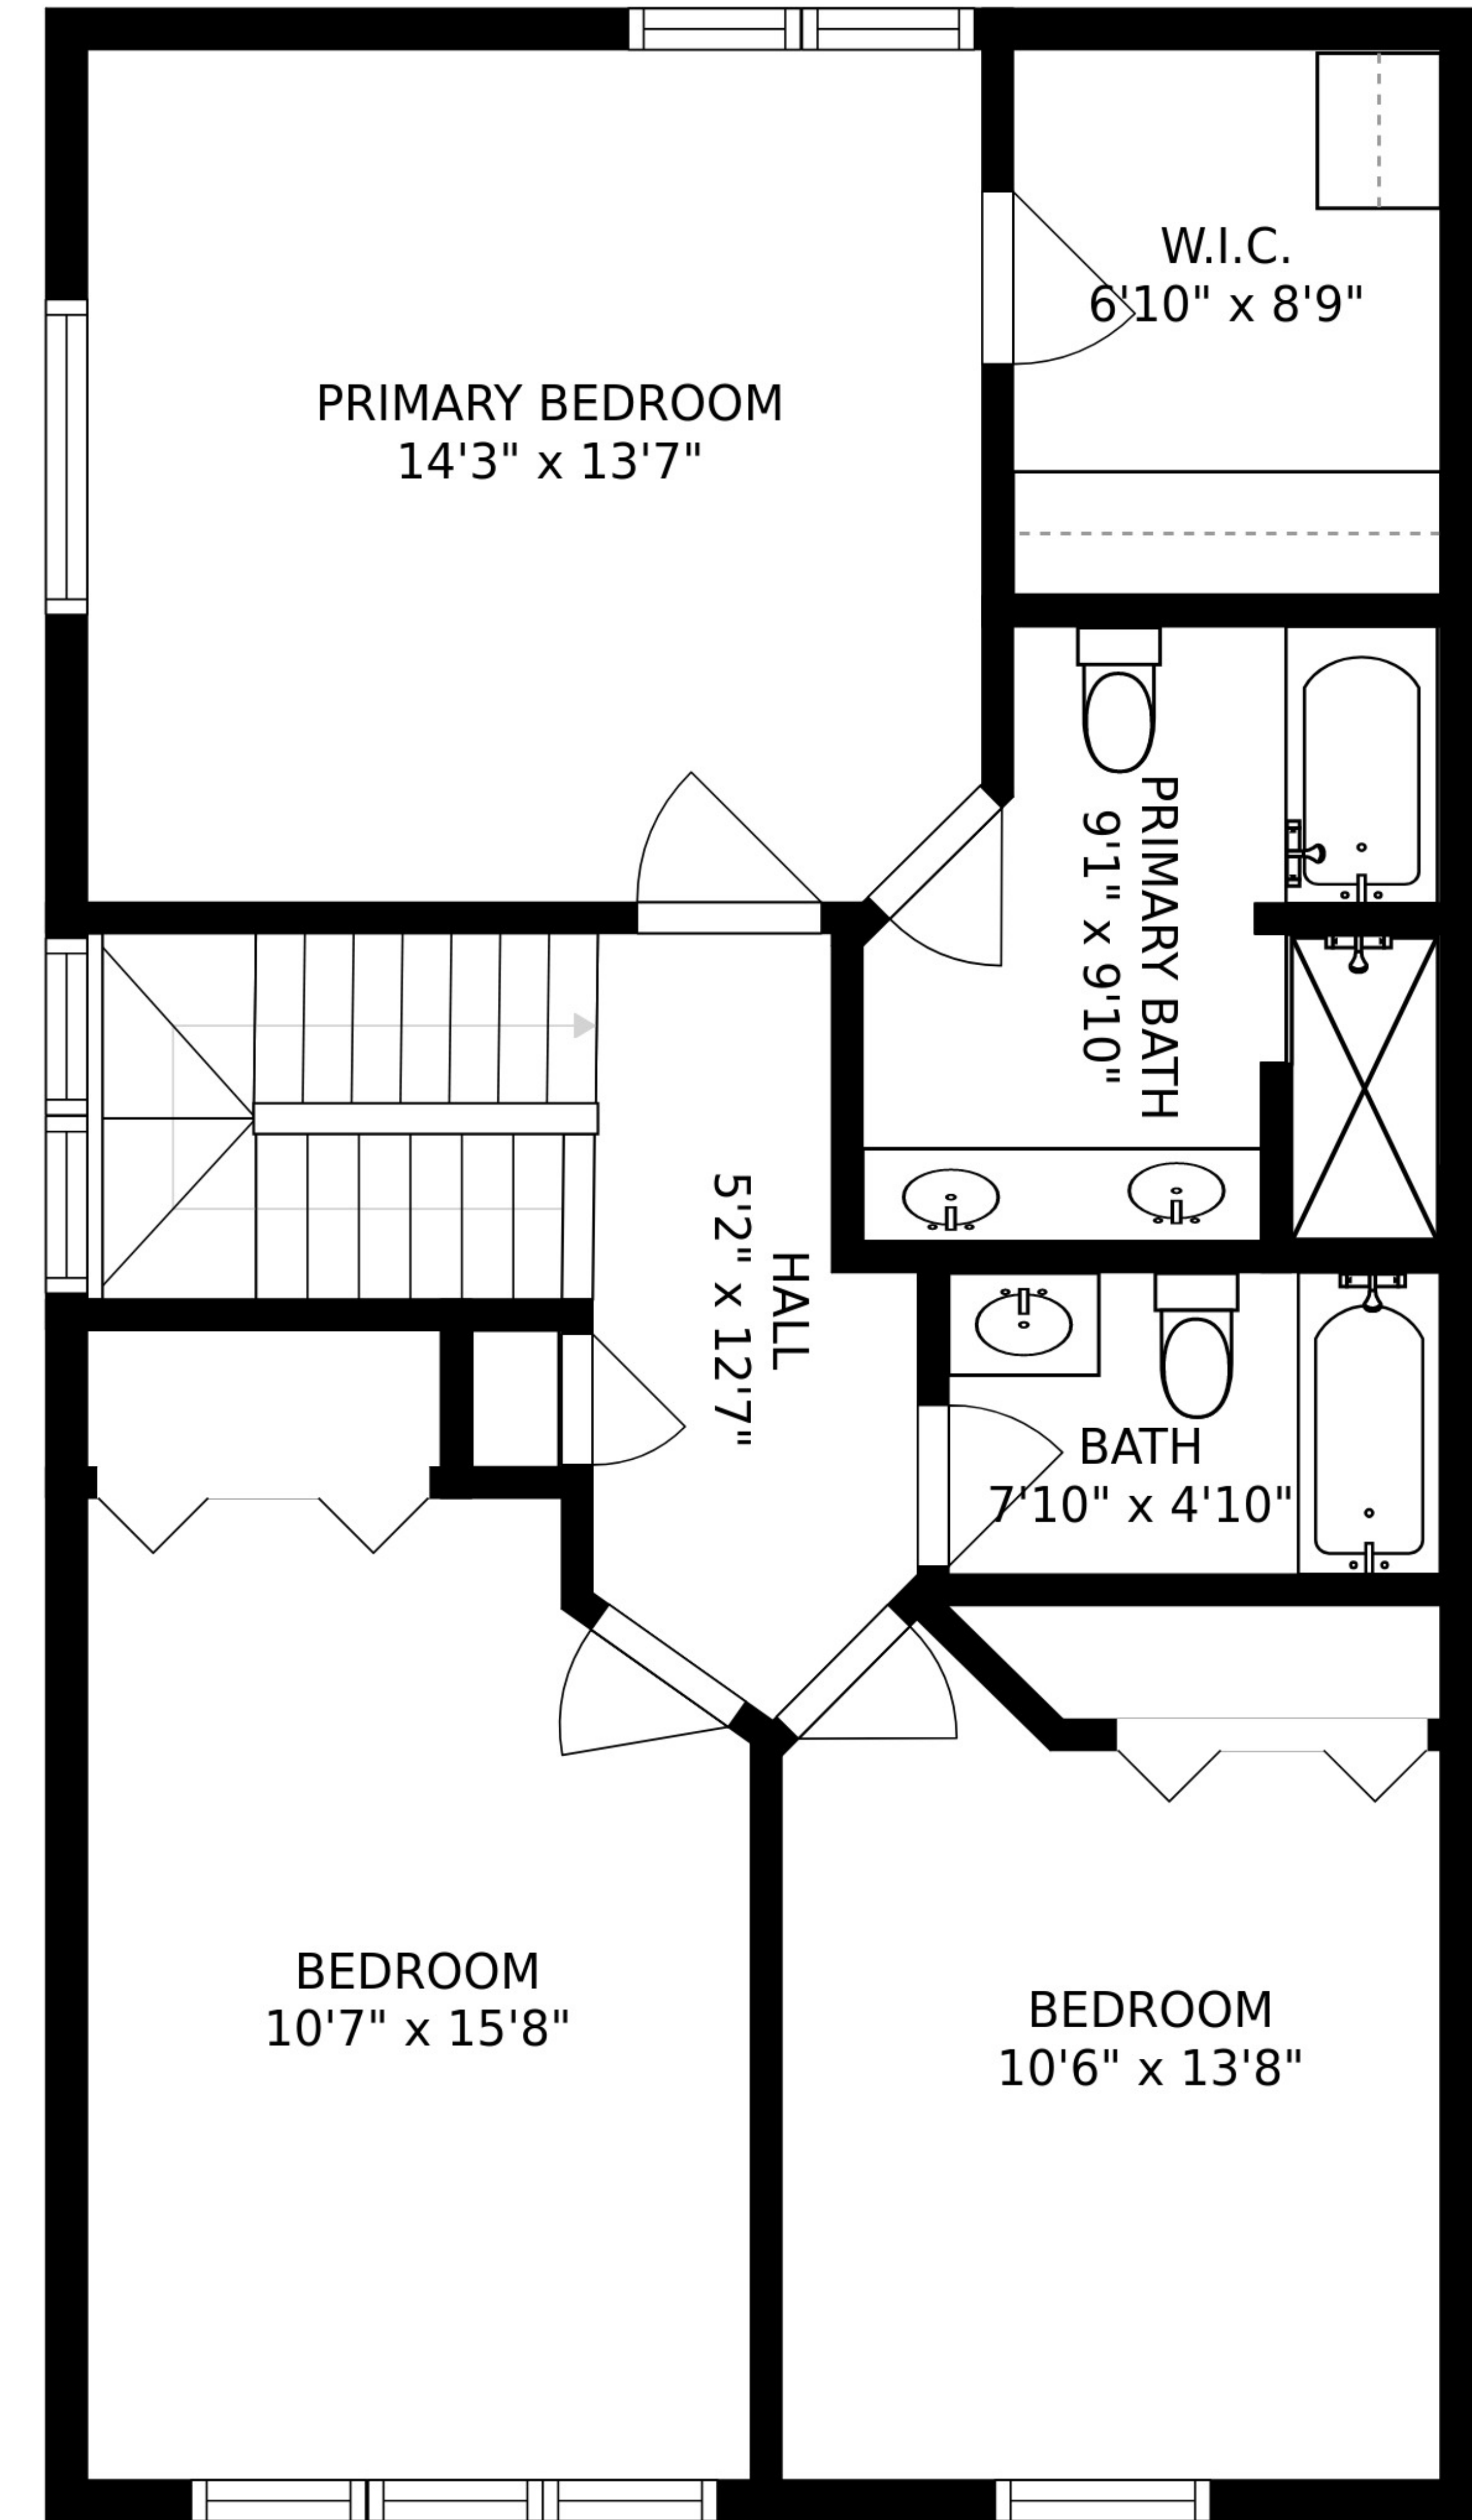 W.I.C.
6'10" x 8'9"
PRIMARY BEDROOM
14'3" x 13'7"
PRIMARY BATH
9'1" x 9'10"
HALL
5'2" x 12'7"
BATH
7'10" x 4'10"
BEDROOM
10'7" x 15'8"
BEDROOM
10'6" x 13'8"